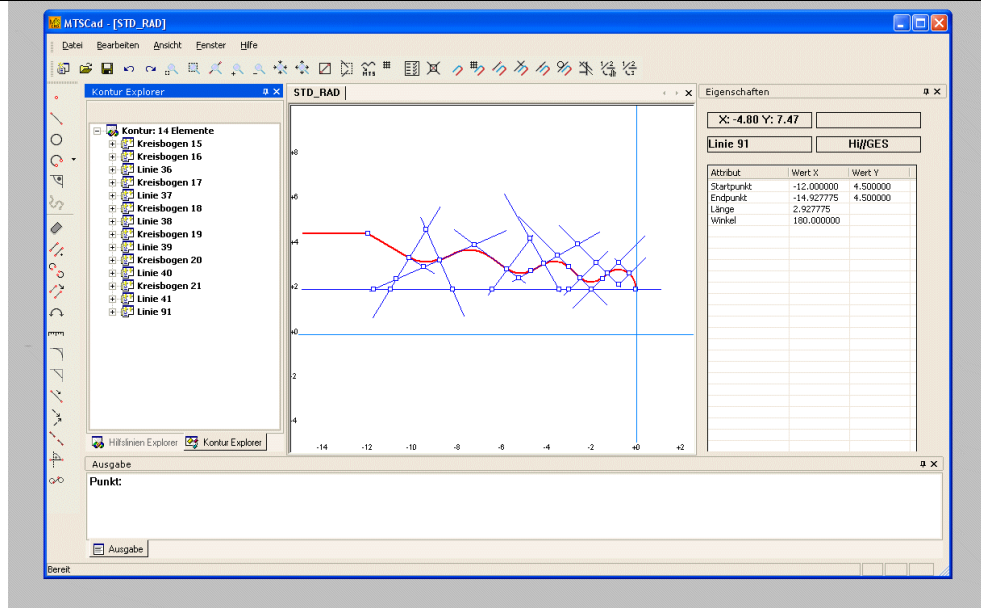 MTSCad - [STD_RAD]
Datei Bearbeiten Ansicht Fenster Hilfe
Kontur Explorer
STD_RAD
Eigenschaften
X: -4.80 Y: 7.47
Linie 91 Hi//GES
Kontur: 14 Elemente
Kreisbogen 15
Kreisbogen 16
Linie 36
Kreisbogen 17
Linie 37
Kreisbogen 18
Linie 38
Kreisbogen 19
Linie 39
Kreisbogen 20
Linie 40
Kreisbogen 21
Linie 41
Linie 91
Hilfslinien Explorer Kontur Explorer
+8
+6
+4
+2
+0
-2
-4
-14 -12 -10 -8 -6 -4 -2 +0 +2
Attribut Wert X Wert Y
Startpunkt -12.000000 4.500000
Endpunkt -14.927775 4.500000
Länge 2.927775
Winkel 180.000000
Ausgabe
Punkt:
Ausgabe
Bereit